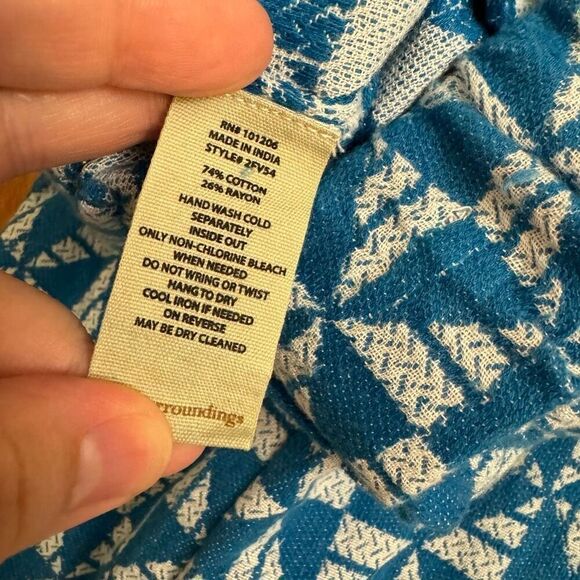 RN# 101206
MADE IN INDIA
STYLE# 2FV54
74% COTTON
26% RAYON
HAND WASH COLD
SEPARATELY
INSIDE OUT
ONLY NON-CHLORINE BLEACH
WHEN NEEDED
DO NOT WRING OR TWIST
HANG TO DRY
COOL IRON IF NEEDED
ON REVERSE
MAY BE DRY CLEANED